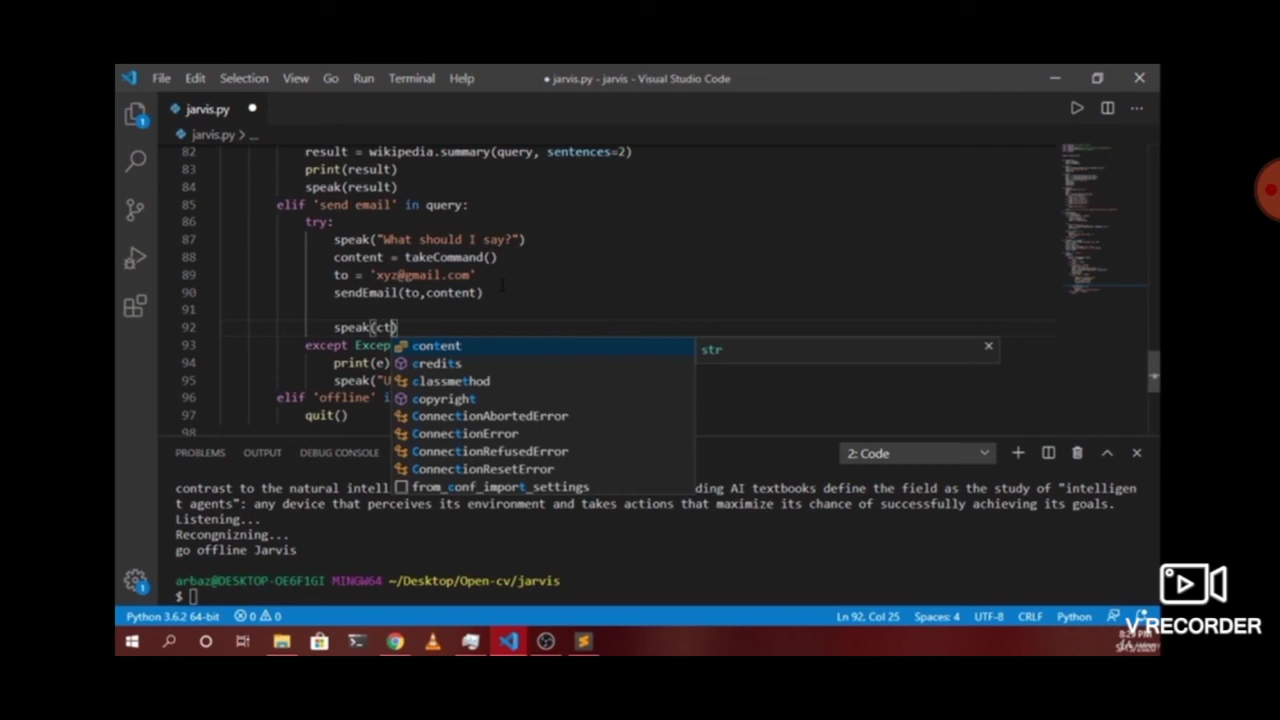 File Edit Selection View Go Run Terminal Help
● jarvis.py - jarvis - Visual Studio Code
jarvis.py ●
jarvis.py > ...
82 result = wikipedia.summary(query, sentences=2)
83 print(result)
84 speak(result)
85 elif 'send email' in query:
86 try:
87 speak("What should I say?")
88 content = takeCommand()
89 to = 'xyz@gmail.com'
90 sendEmail(to,content)
91
92 speak(ct)
93 except Excep
94 print(e)
95 speak("U
96 elif 'offline' i
97 quit()
98
content
str
credits
classmethod
copyright
ConnectionAbortedError
ConnectionError
ConnectionRefusedError
ConnectionResetError
from_conf_import_settings
PROBLEMS OUTPUT DEBUG CONSOLE
2: Code
contrast to the natural intell
ding AI textbooks define the field as the study of "intelligen
t agents": any device that perceives its environment and takes actions that maximize its chance of successfully achieving its goals.
Listening...
Recongnizning...
go offline Jarvis
arbaz@DESKTOP-OE6F1GI MINGW64 ~/Desktop/Open-cv/jarvis
$
Python 3.6.2 64-bit 0 0
Ln 92, Col 25 Spaces: 4 UTF-8 CRLF Python
V RECORDER